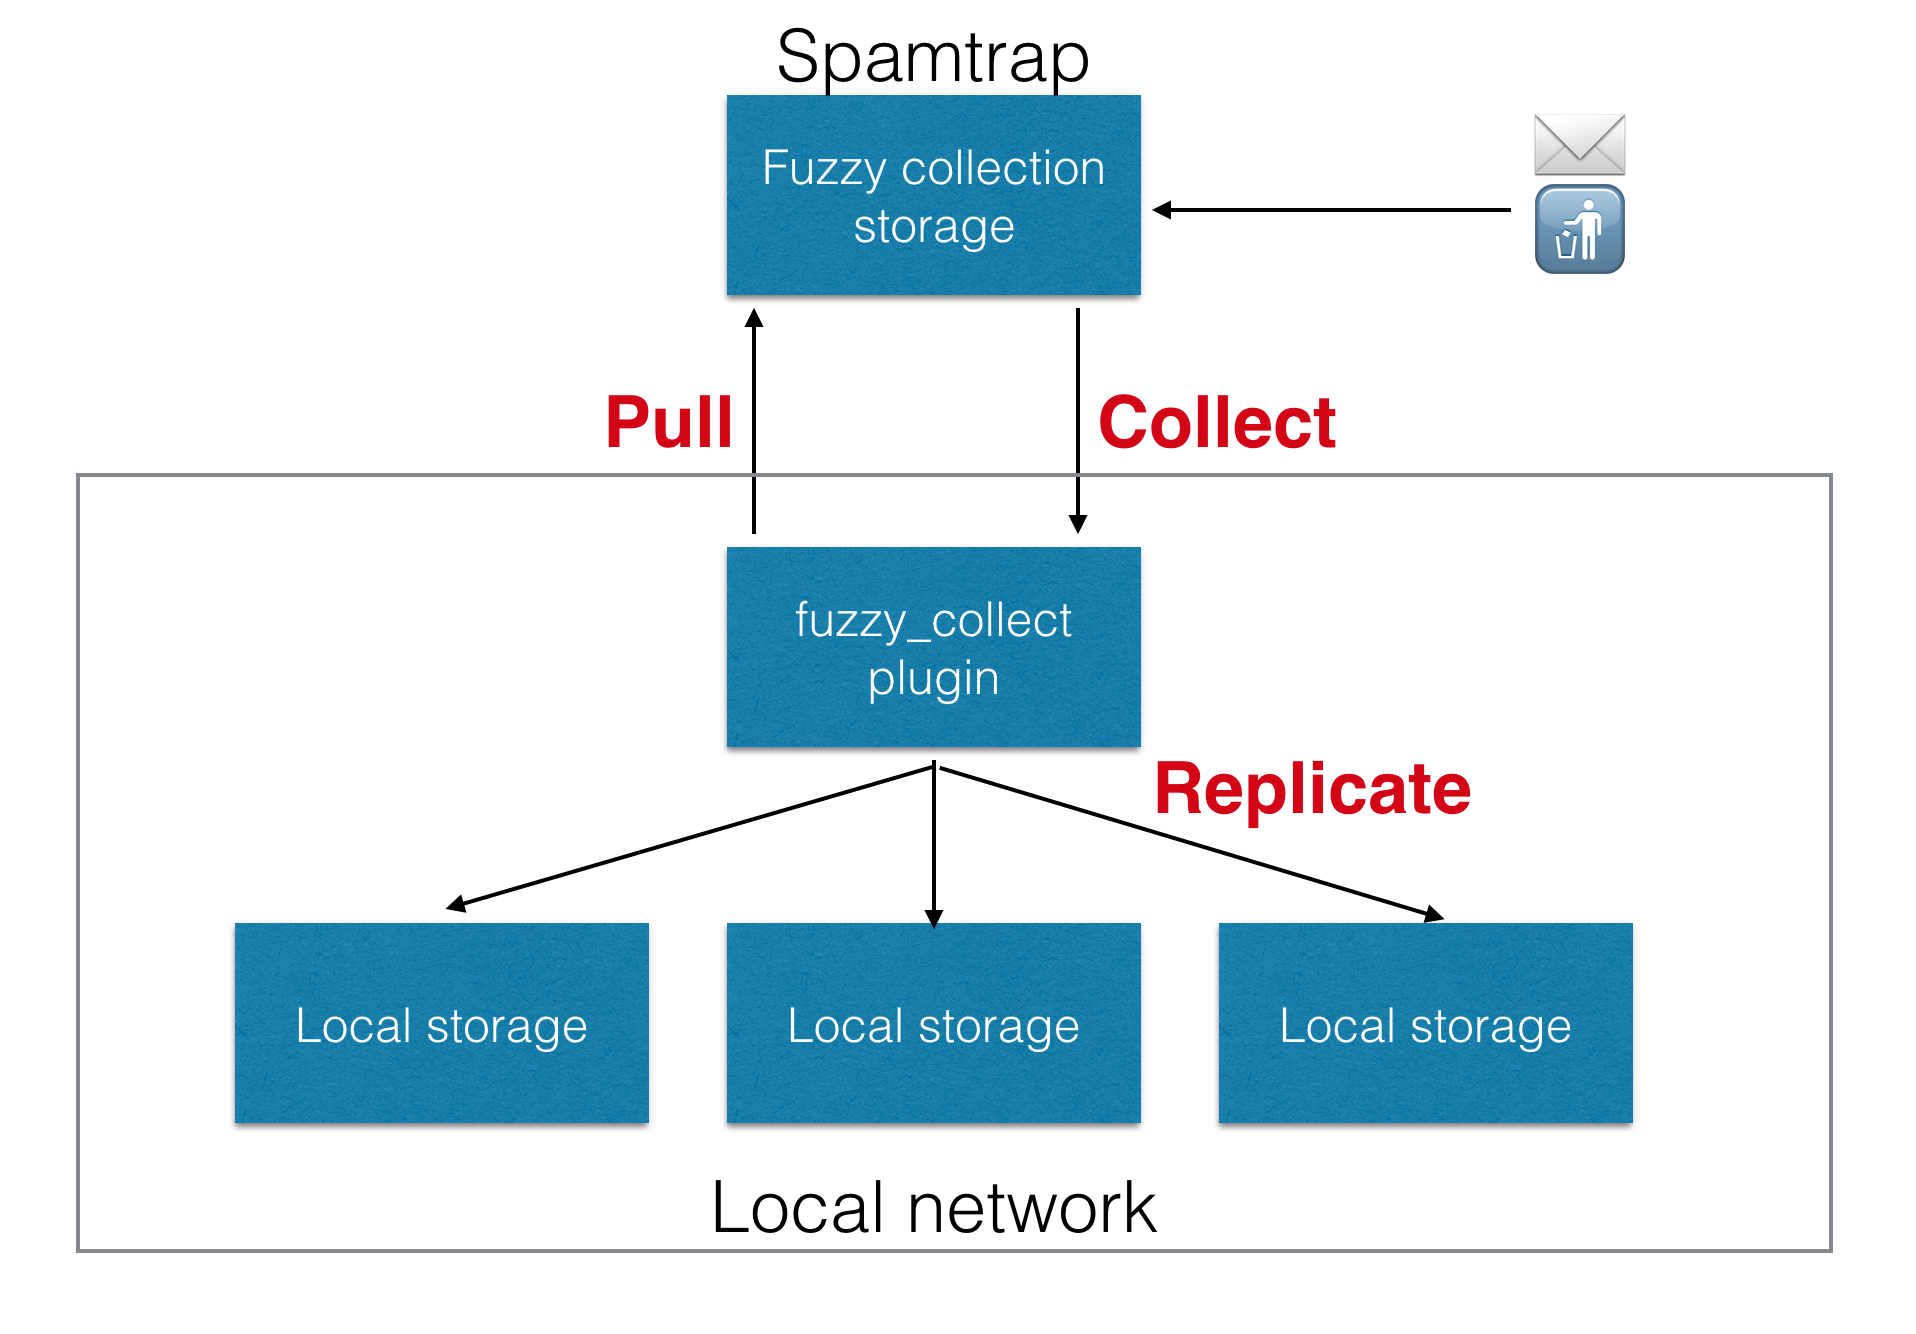 Spamtrap
Fuzzy collection
storage
Pull
Collect
fuzzy_collect
plugin
Replicate
Local storage
Local storage
Local storage
Local network